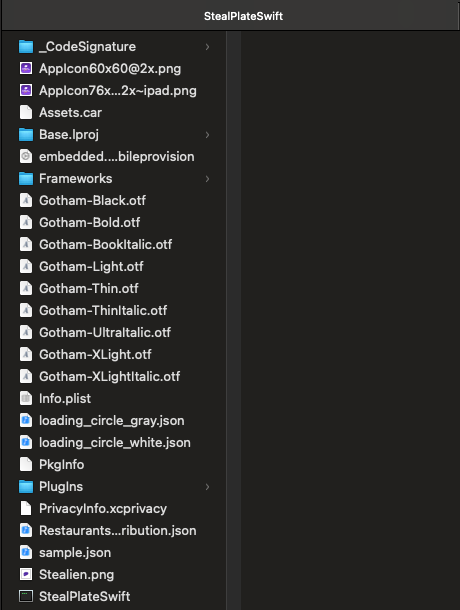 StealPlateSwift
_CodeSignature
AppIcon60x60@2x.png
AppIcon76x...2x~ipad.png
Assets.car
Base.lproj
embedded....bileprovision
Frameworks
Gotham-Black.otf
Gotham-Bold.otf
Gotham-BookItalic.otf
Gotham-Light.otf
Gotham-Thin.otf
Gotham-ThinItalic.otf
Gotham-UltraItalic.otf
Gotham-XLight.otf
Gotham-XLightItalic.otf
Info.plist
loading_circle_gray.json
loading_circle_white.json
PkgInfo
PlugIns
PrivacyInfo.xcprivacy
Restaurants...ribution.json
sample.json
Stealien.png
StealPlateSwift